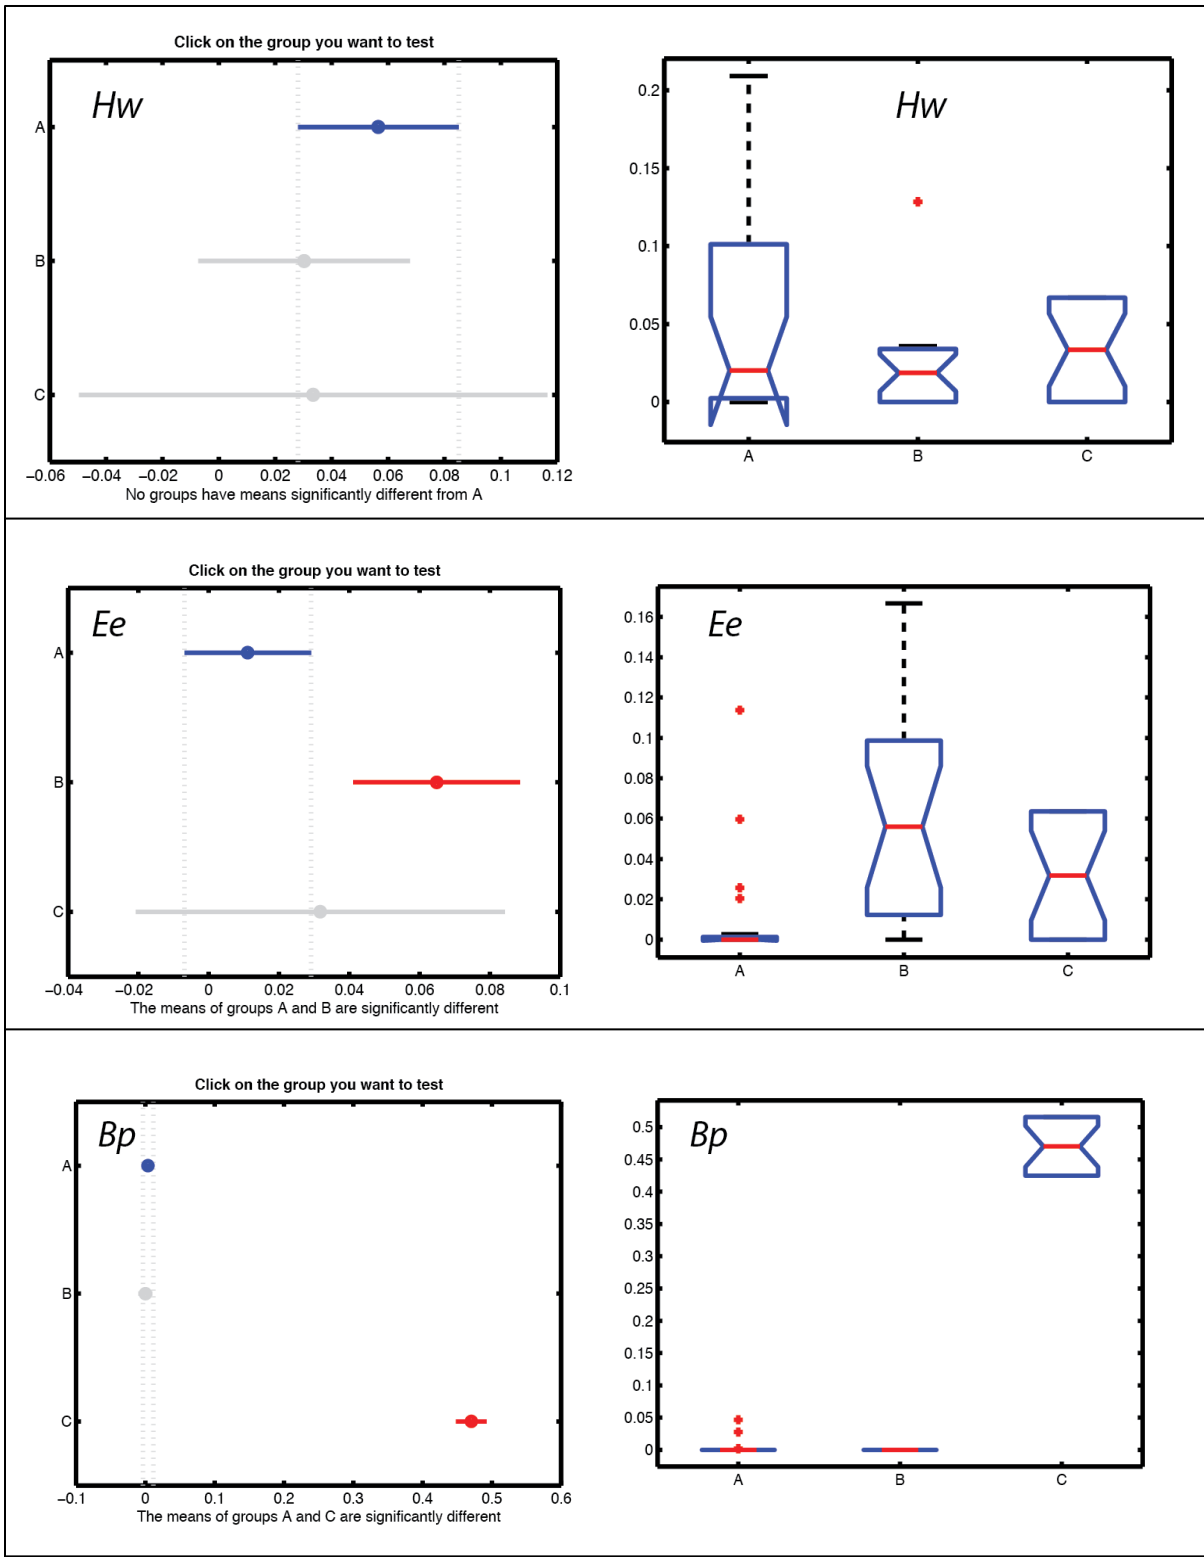 Click on the group you want to test
Hw
A
B
C
−0.06 −0.04 −0.02 0 0.02 0.04 0.06 0.08 0.1 0.12
No groups have means significantly different from A
Hw
0.2
0.15
0.1
0.05
0
A B C
Click on the group you want to test
Ee
A
B
C
−0.04 −0.02 0 0.02 0.04 0.06 0.08 0.1
The means of groups A and B are significantly different
Ee
0.16
0.14
0.12
0.1
0.08
0.06
0.04
0.02
0
A B C
Click on the group you want to test
Bp
A
B
C
−0.1 0 0.1 0.2 0.3 0.4 0.5 0.6
The means of groups A and C are significantly different
Bp
0.5
0.45
0.4
0.35
0.3
0.25
0.2
0.15
0.1
0.05
0
A B C